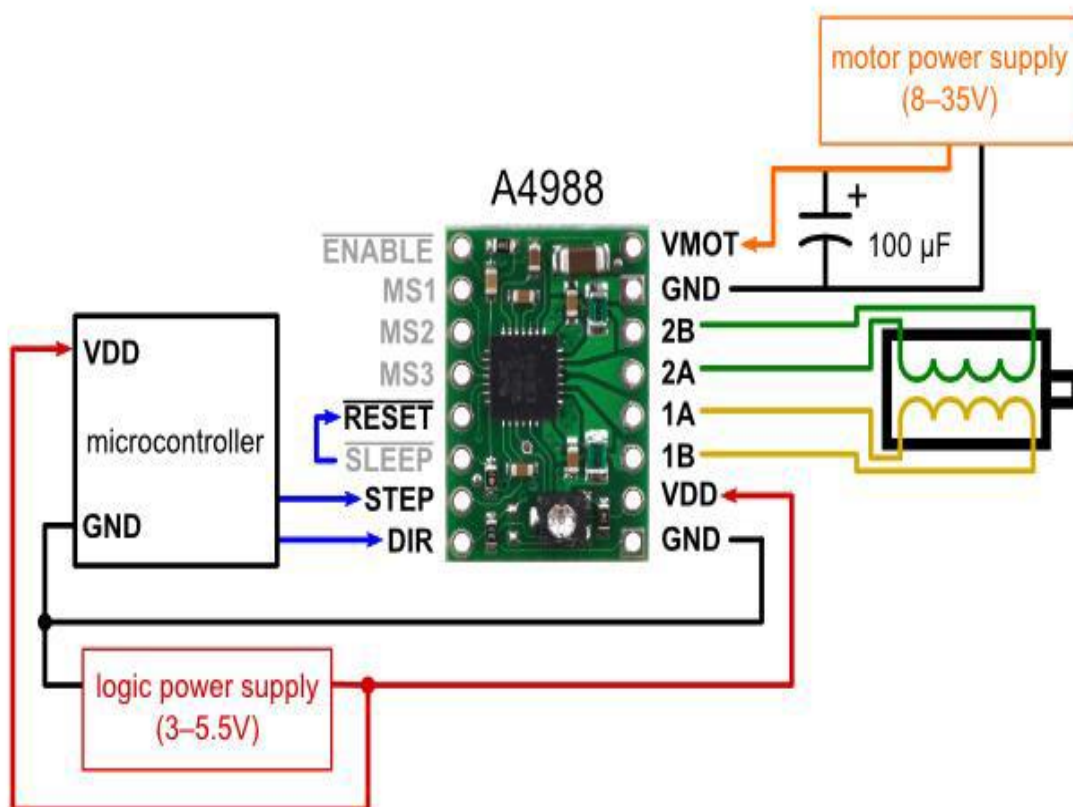 motor power supply
(8–35V)
A4988
ENABLE
VMOT
+
100 µF
MS1
GND
MS2
2B
VDD
MS3
2A
microcontroller
RESET
1A
SLEEP
1B
STEP
VDD
GND
DIR
GND
logic power supply
(3–5.5V)